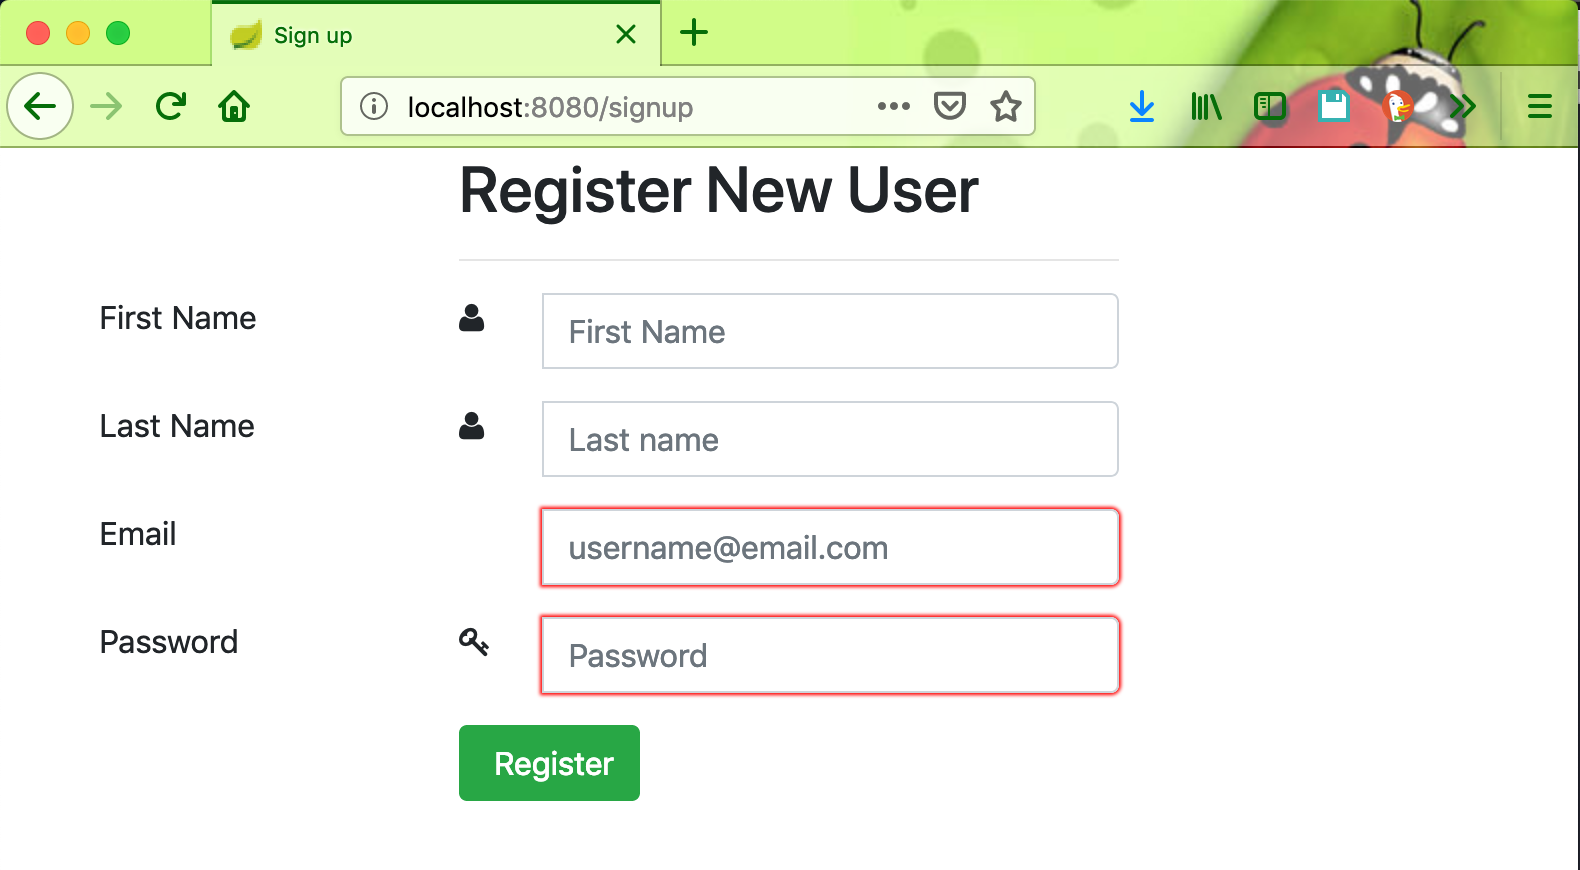 Sign up
localhost:8080/signup
Register New User
First Name
First Name
Last Name
Last name
Email
username@email.com
Password
Password
Register